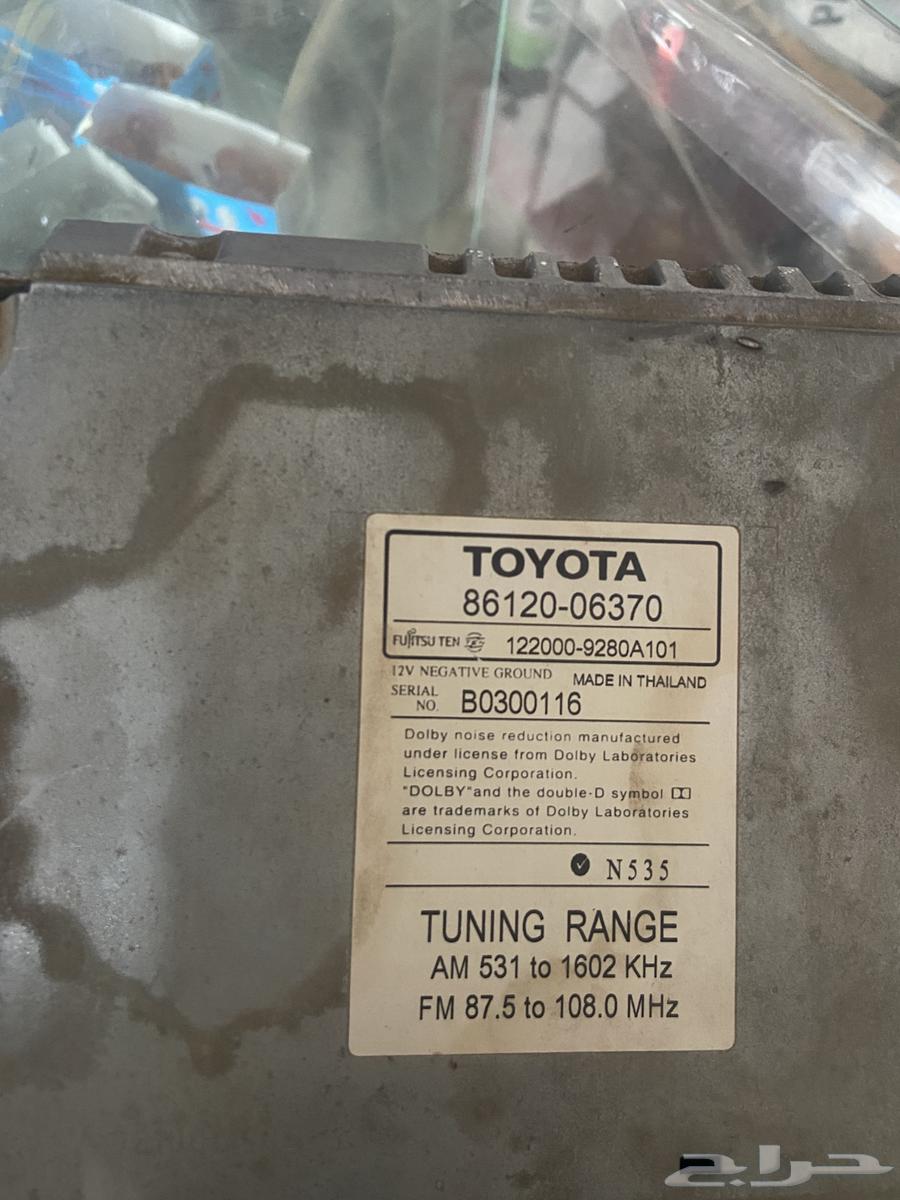 TOYOTA
86120-06370
FUJITSU TEN 122000-9280A101
12V NEGATIVE GROUND MADE IN THAILAND
SERIAL NO. B0300116
Dolby noise reduction manufactured
under license from Dolby Laboratories
Licensing Corporation.
"DOLBY"and the double-D symbol
are trademarks of Dolby Laboratories
Licensing Corporation.
N535
TUNING RANGE
AM 531 to 1602 KHz
FM 87.5 to 108.0 MHz
حراج